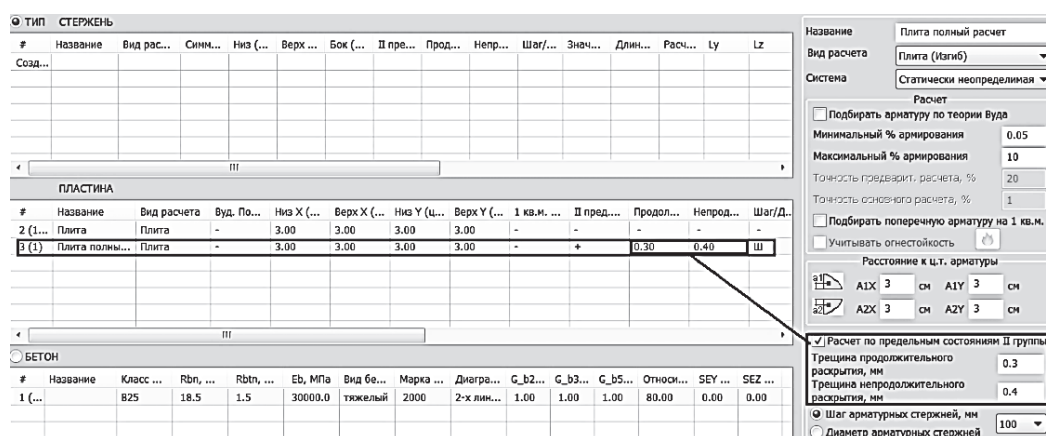 ТИП СТЕРЖЕНЬ
# Название Вид рас... Симм... Низ (... Верх ... Бок (... II пре... Прод... Непр... Шаг/... Знач... Длин... Расч... Ly Lz
Созд...
ПЛАСТИНА
# Название Вид расчета Вуд. По... Низ X (... Верх X (... Низ Y (ц... Верх Y (... 1 кв.м. ... II пред... Продол... Непрод... Шаг/Д..
2 (1... Плита Плита - 3.00 3.00 3.00 3.00 - - - - -
3 (1) Плита полны... Плита - 3.00 3.00 3.00 3.00 - + 0.30 0.40 Ш
БЕТОН
# Название Класс ... Rbn, ... Rbtn, ... Eb, МПа Вид бе... Марка ... Диагра... G_b2... G_b3... G_b5... Относи... SEY ... SEZ ...
1 (... B25 18.5 1.5 30000.0 тяжелый 2000 2-х лин... 1.00 1.00 1.00 80.00 0.00 0.00
Название Плита полный расчет
Вид расчета Плита (Изгиб)
Система Статически неопределимая
Расчет
Подбирать арматуру по теории Вуда
Минимальный % армирования 0.05
Максимальный % армирования 10
Точность предварит. расчета, % 20
Точность основного расчета, % 1
Подбирать поперечную арматуру на 1 кв.м.
Учитывать огнестойкость
Расстояние к ц.т. арматуры
a1 A1X 3 см A1Y 3 см
a2 A2X 3 см A2Y 3 см
Расчет по предельным состояниям II группы
Трещина продолжительного
раскрытия, мм 0.3
Трещина непродолжительного
раскрытия, мм 0.4
Шаг арматурных стержней, мм 100
Диаметр арматурных стержней